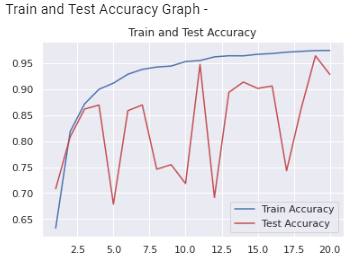 Train and Test Accuracy Graph -
Train and Test Accuracy
0.95
0.90
0.85
0.80
0.75
0.70
0.65
Train Accuracy
Test Accuracy
2.5 5.0 7.5 10.0 12.5 15.0 17.5 20.0